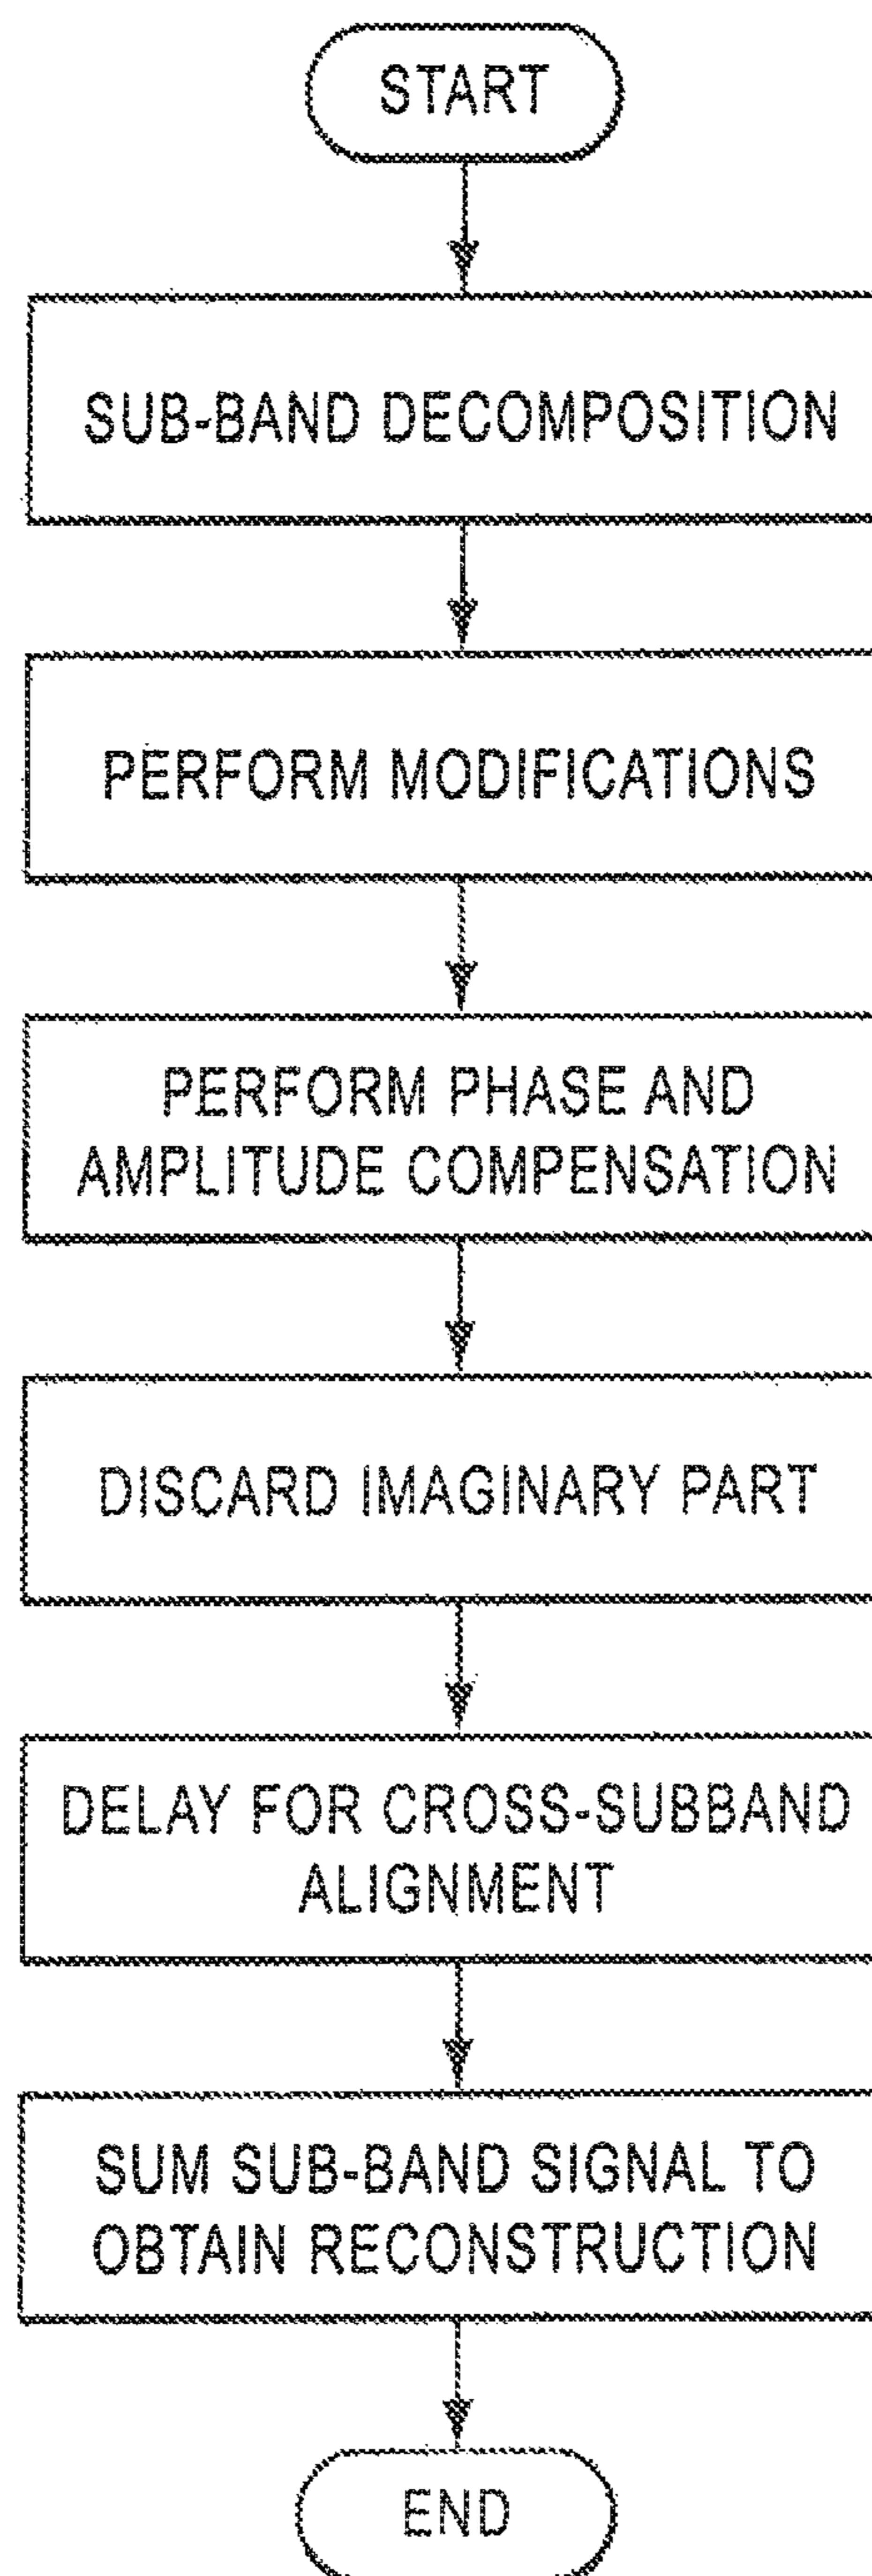 START
SUB-BAND DECOMPOSITION
PERFORM MODIFICATIONS
PERFORM PHASE AND
AMPLITUDE COMPENSATION
DISCARD IMAGINARY PART
DELAY FOR CROSS-SUBBAND
ALIGNMENT
SUM SUB-BAND SIGNAL TO
OBTAIN RECONSTRUCTION
END